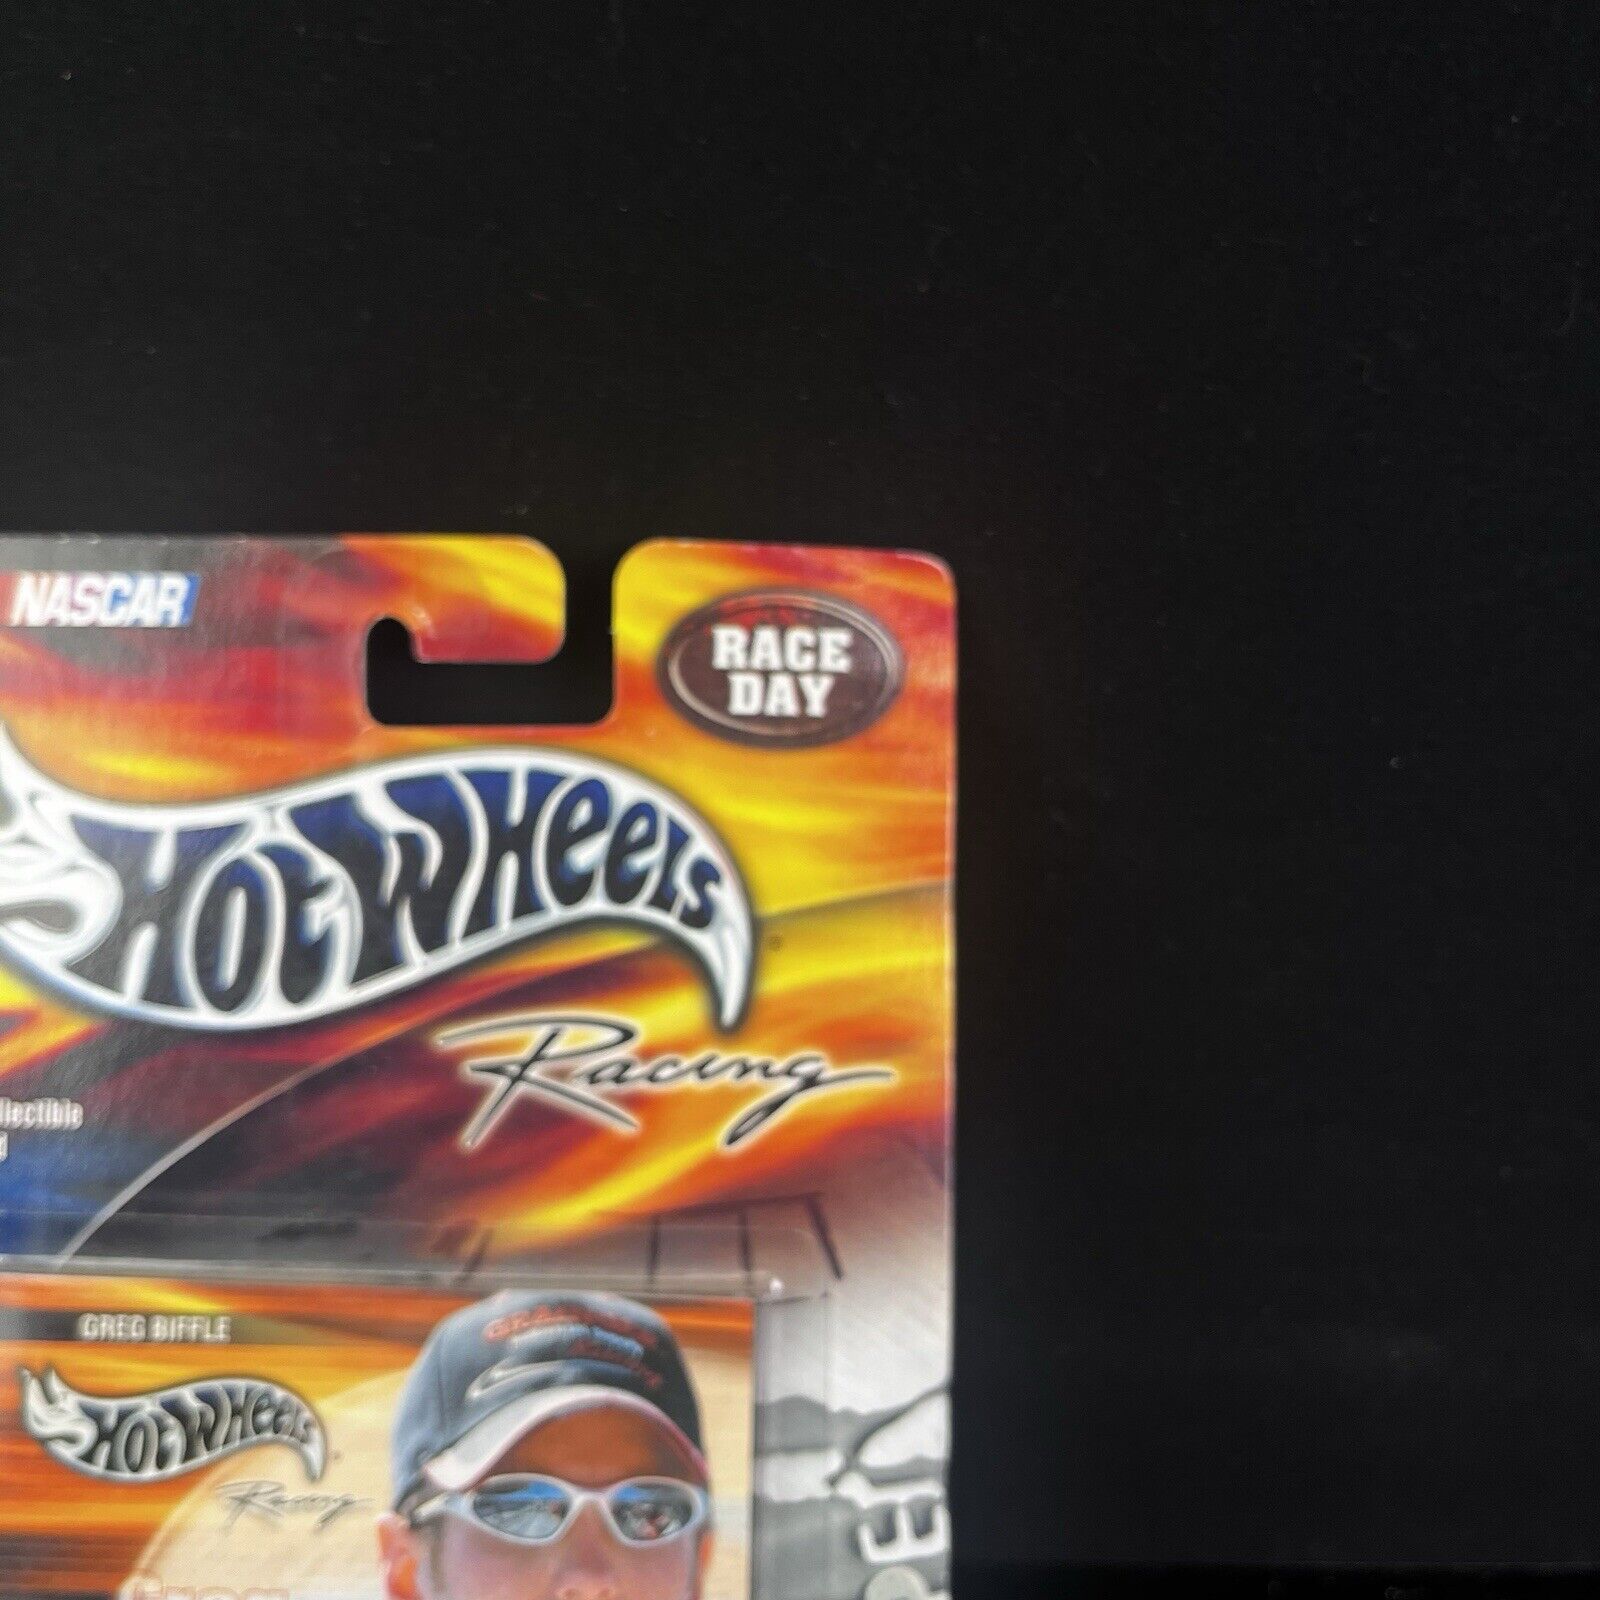 NASCAR
RACE
DAY
HOT WHEELS
Racing
GREG BIFFLE
HOT WHEELS
Racing